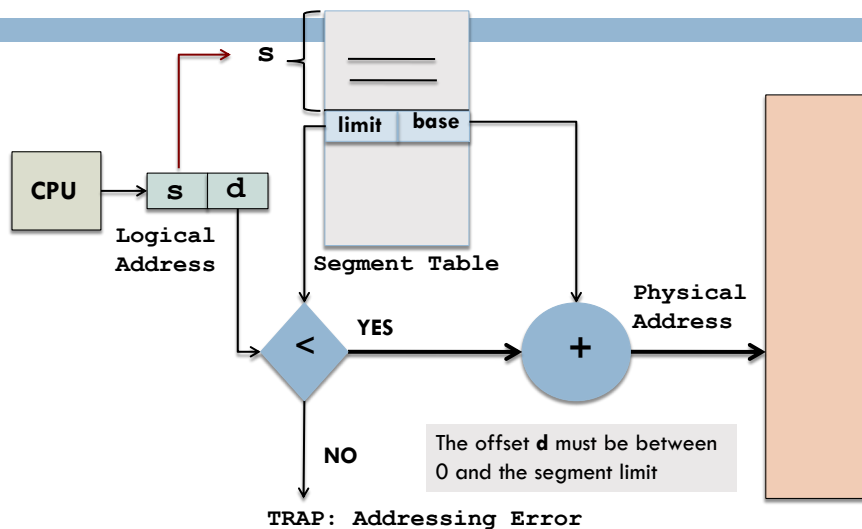 s
limit
base
CPU
s
d
Logical
Address
Segment Table
Physical
Address
<
YES
+
NO
The offset d must be between
0 and the segment limit
TRAP: Addressing Error